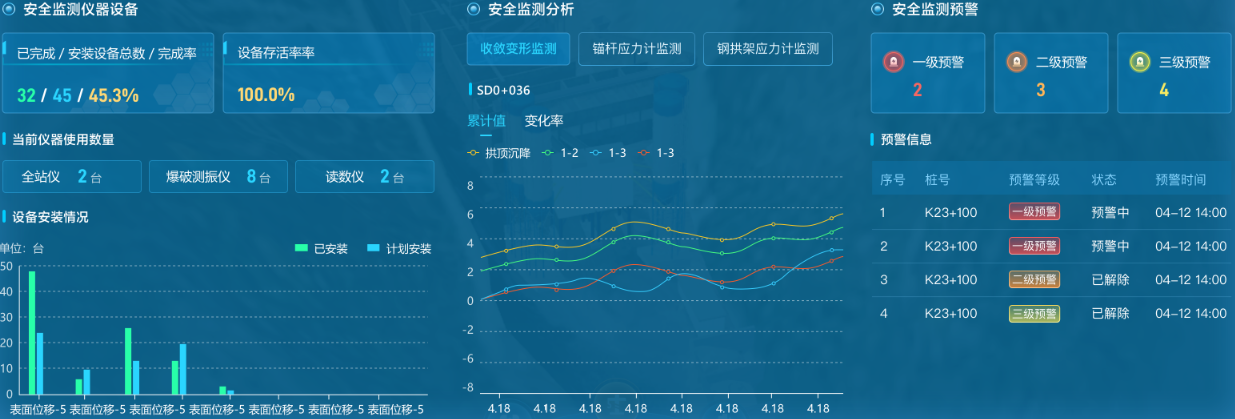 安全监测仪器设备
已完成 / 安装设备总数 / 完成率
32 / 45 / 45.3%
设备存活率率
100.0%
当前仪器使用数量
全站仪 2 台
爆破测振仪 8 台
读数仪 2 台
设备安装情况
单位: 台
已安装 计划安装
50
40
30
20
10
0
表面位移-5 表面位移-5 表面位移-5 表面位移-5 表面位移-5 表面位移-5 表面位移-5
安全监测分析
收敛变形监测 锚杆应力计监测 钢拱架应力计监测
SD0+036
累计值 变化率
拱顶沉降 1-2 1-3 1-3
8
6
4
2
0
-2
-4
-6
-8
4.18 4.18 4.18 4.18 4.18 4.18 4.18 4.18
安全监测预警
一级预警
2
二级预警
3
三级预警
4
预警信息
序号 桩号 预警等级 状态 预警时间
1 K23+100 一级预警 预警中 04-12 14:00
2 K23+100 一级预警 预警中 04-12 14:00
3 K23+100 二级预警 已解除 04-12 14:00
4 K23+100 三级预警 已解除 04-12 14:00